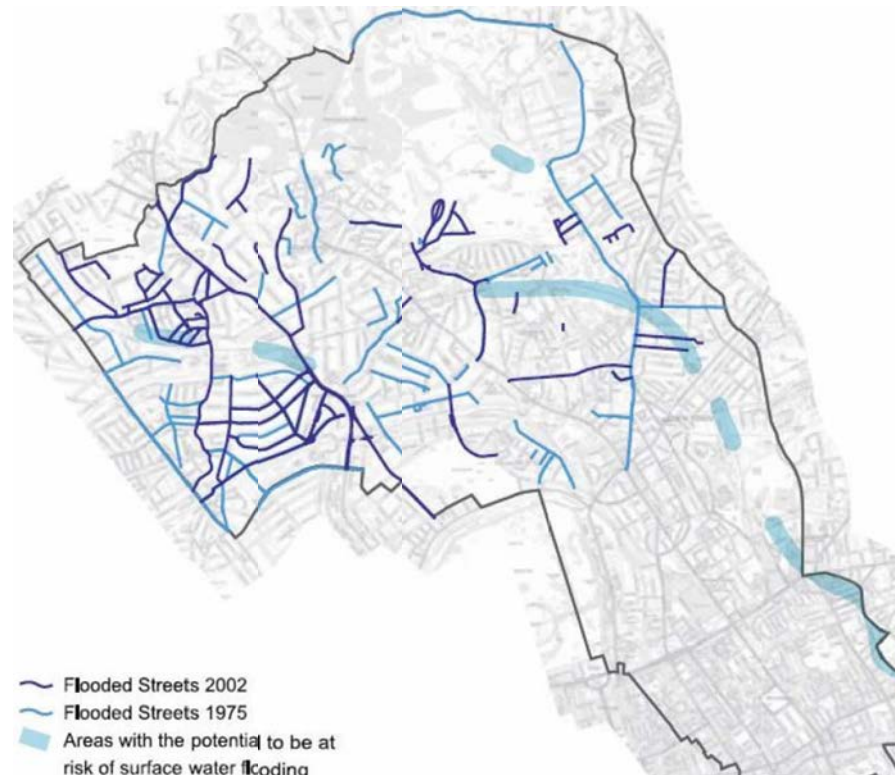 Flooded Streets 2002
Flooded Streets 1975
Areas with the potential to be at
risk of surface water flooding